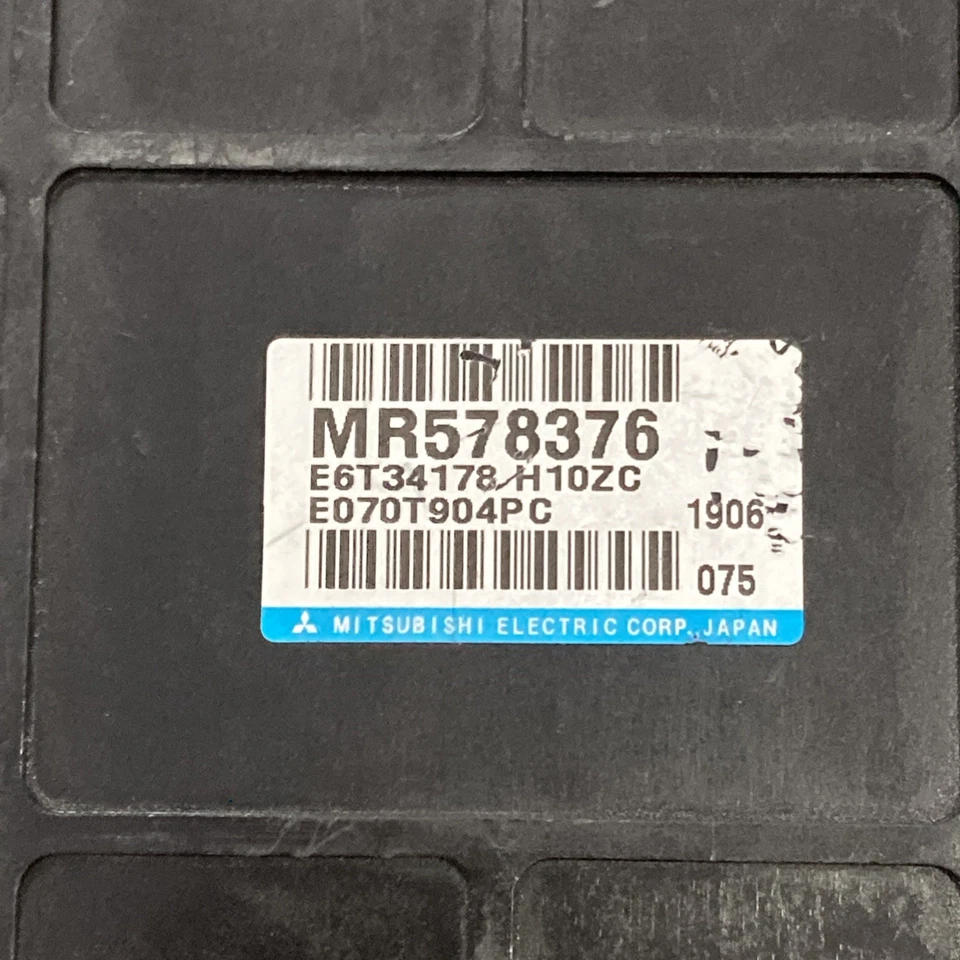 MR578376
E6T34178 H10ZC
E070T904PC 1906
075
MITSUBISHI ELECTRIC CORP. JAPAN